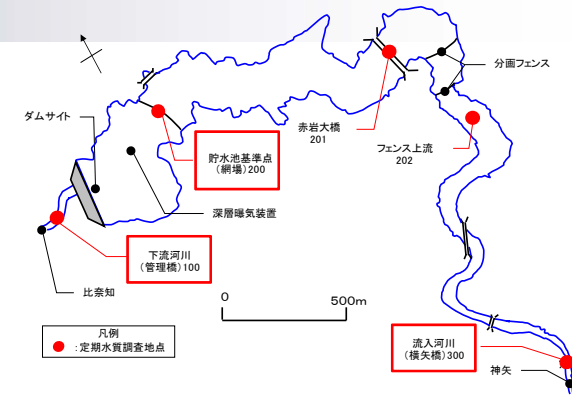 分画フェンス
ダムサイト
赤岩大橋
201
フェンス上流
202
貯水池基準点
(網場)200
深層曝気装置
下流河川
(管理橋)100
比奈知
0
500m
凡例
:定期水質調査地点
流入河川
(横矢橋)300
神矢